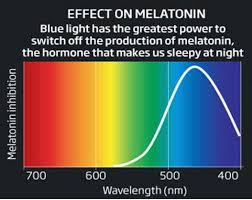 EFFECT ON MELATONIN
Blue light has the greatest power to
switch off the production of melatonin,
the hormone that makes us sleepy at night
Melatonin inhibition
700 600 500 400
Wavelength (nm)